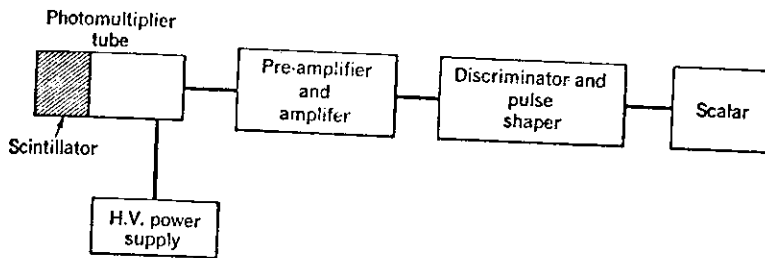 Photomultiplier
tube
Scintillator
H.V. power
supply
Pre-amplifier
and
amplifer
Discriminator and
pulse
shaper
Scalar